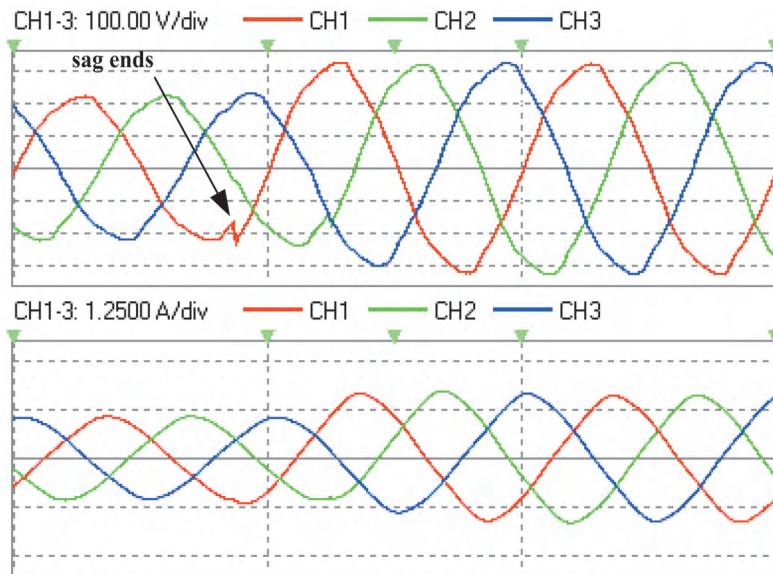 CH1-3: 100.00 V/div CH1 CH2 CH3
sag ends
CH1-3: 1.2500 A/div CH1 CH2 CH3